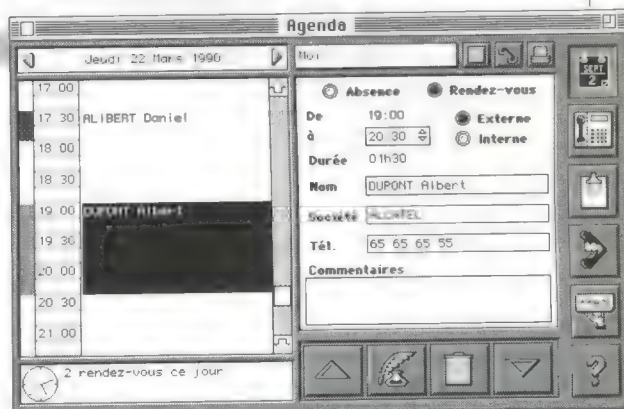 Agenda
Jeudi 22 Mars 1990
17 00
17 30 ALIBERT Daniel
18 00
18 30
19 00 DUPONT Albert
19 30
20 00
20 30
21 00
2 rendez-vous ce jour
Moi
Absence Rendez-vous
De 19:00 Externe
à 20 30 Interne
Durée 01h30
Nom DUPONT Albert
Société ALCATEL
Tél. 65 65 65 55
Commentaires
SEPT
2
?